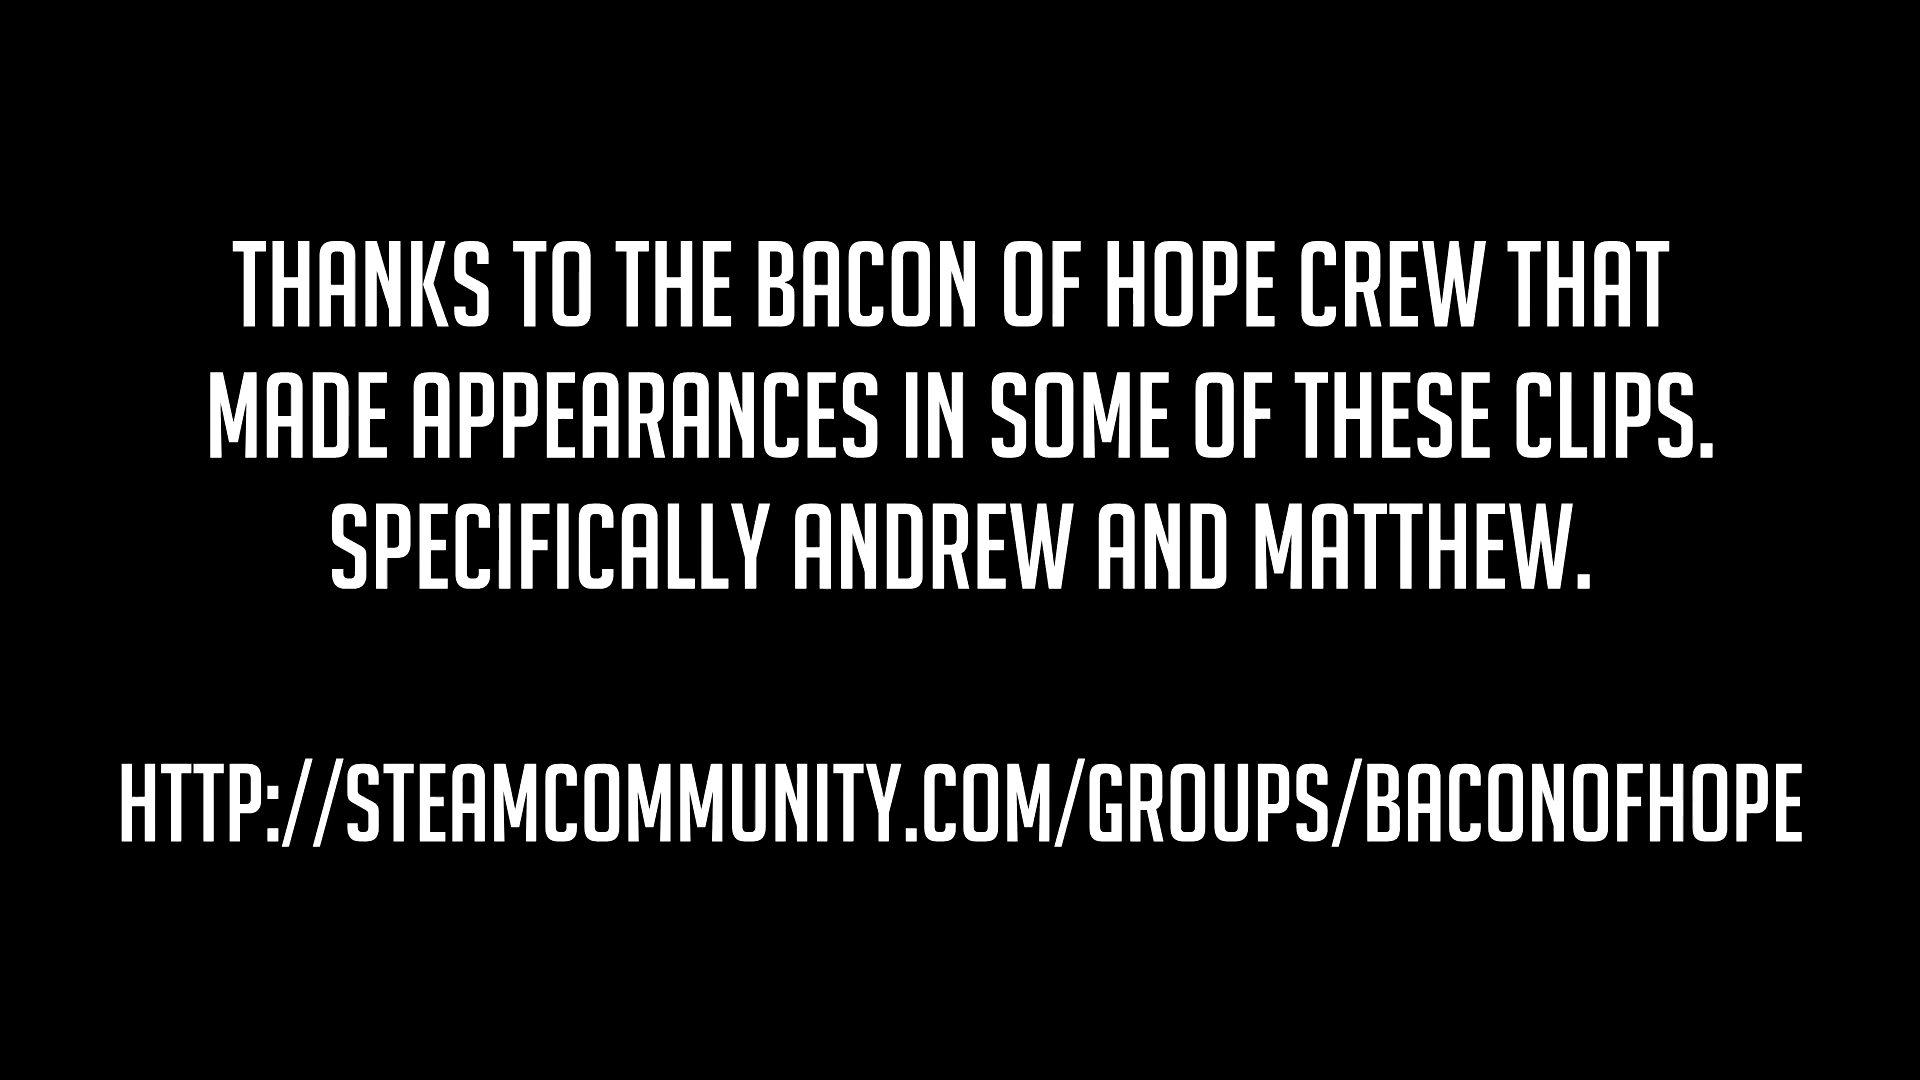 THANKS TO THE BACON OF HOPE CREW THAT
MADE APPEARANCES IN SOME OF THESE CLIPS.
SPECIFICALLY ANDREW AND MATTHEW.
HTTP://STEAMCOMMUNITY.COM/GROUPS/BACONOFHOPE